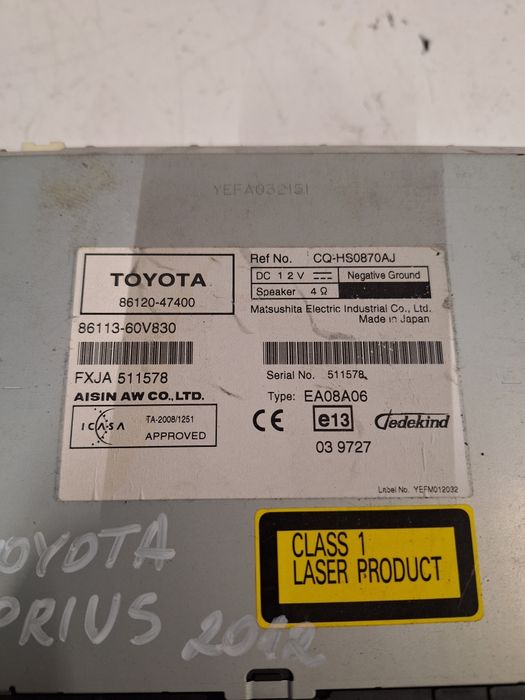 YEFA032151
TOYOTA
86120-47400
86113-60V830
Ref No. CQ-HS0870AJ
DC 12V Negative Ground
Speaker 4Ω
Matsushita Electric Industrial Co., Ltd.
Made in Japan
FXJA 511578
AISIN AW CO., LTD.
Serial No. 511578
Type: EA08A06
ICASA TA-2008/1251
APPROVED
CE e13 Dedekind
03 9727
Label No. YEFM012032
CLASS 1
LASER PRODUCT
TOYOTA
PRIUS 2012